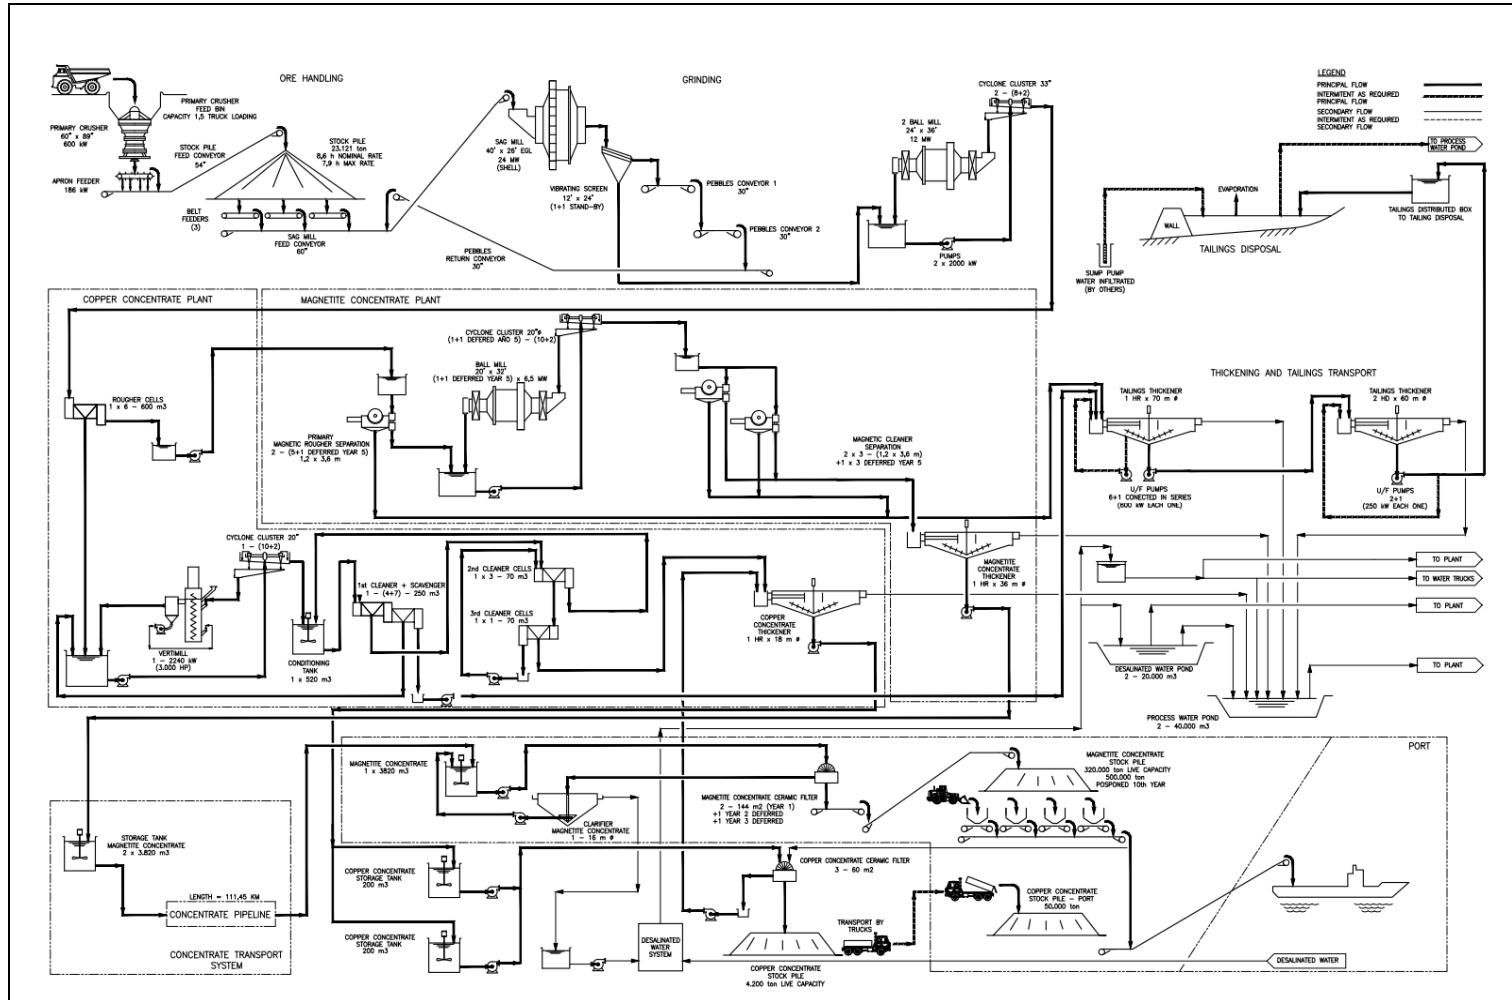 ORE HANDLING
PRIMARY CRUSHER
FEED BIN
CAPACITY 1,5 TRUCK LOADING
PRIMARY CRUSHER
60" x 89"
600 kW
APRON FEEDER
186 kW
STOCK PILE
FEED CONVEYOR
54"
STOCK PILE
23.121 ton
8,6 h NOMINAL RATE
7,9 h MAX RATE
BELT
FEEDERS
(3)
SAG MILL
FEED CONVEYOR
60"
GRINDING
SAG MILL
40' x 26' EGL
24 MW
(SHELL)
VIBRATING SCREEN
12' x 24'
(1+1 STAND-BY)
PEBBLES CONVEYOR 1
30"
PEBBLES CONVEYOR 2
30"
PEBBLES
RETURN CONVEYOR
30"
2 BALL MILL
24' x 36'
12 MW
CYCLONE CLUSTER 33"
2 - (8+2)
PUMPS
2 x 2000 kW
LEGEND
PRINCIPAL FLOW
INTERMITENT AS REQUIRED
PRINCIPAL FLOW
SECONDARY FLOW
INTERMITENT AS REQUIRED
SECONDARY FLOW
TO PROCESS
WATER POND
EVAPORATION
WALL
TAILINGS DISTRIBUTED BOX
TO TAILING DISPOSAL
TAILINGS DISPOSAL
SUMP PUMP
WATER INFILTRATED
(BY OTHERS)
COPPER CONCENTRATE PLANT
MAGNETITE CONCENTRATE PLANT
ROUGHER CELLS
1 x 6 - 600 m3
CYCLONE CLUSTER 20"ø
(1+1 DEFERED AÑO 5) - (10+2)
BALL MILL
20' x 32'
(1+1 DEFERRED YEAR 5) x 6,5 MW
PRIMARY
MAGNETIC ROUGHER SEPARATION
2 - (5+1 DEFERRED YEAR 5)
1,2 x 3,6 m
MAGNETIC CLEANER
SEPARATION
2 x 3 - (1,2 x 3,6 m)
+1 x 3 DEFERRED YEAR 5
THICKENING AND TAILINGS TRANSPORT
TAILINGS THICKENER
1 HR x 70 m ø
TAILINGS THICKENER
2 HD x 60 m ø
U/F PUMPS
6+1 CONECTED IN SERIES
(600 kW EACH ONE)
U/F PUMPS
2+1
(250 kW EACH ONE)
CYCLONE CLUSTER 20"
1 - (10+2)
VERTIMILL
1 - 2240 kW
(3.000 HP)
CONDITIONING
TANK
1 x 520 m3
1st CLEANER + SCAVENGER
1 - (4+7) - 250 m3
2nd CLEANER CELLS
1 x 3 - 70 m3
3rd CLEANER CELLS
1 x 1 - 70 m3
COPPER
CONCENTRATE
THICKENER
1 HR x 18 m ø
MAGNETITE
CONCENTRATE
THICKENER
1 HR x 36 m ø
TO PLANT
TO WATER TRUCKS
TO PLANT
TO PLANT
DESALINATED WATER POND
2 - 20.000 m3
PROCESS WATER POND
2 - 40.000 m3
MAGNETITE CONCENTRATE
1 x 3820 m3
CLARIFIER
MAGNETITE CONCENTRATE
1 - 16 m ø
MAGNETITE CONCENTRATE CERAMIC FILTER
2 - 144 m2 (YEAR 1)
+1 YEAR 2 DEFERRED
+1 YEAR 3 DEFERRED
MAGNETITE CONCENTRATE
STOCK PILE
320.000 ton LIVE CAPACITY
500.000 ton
POSPONED 10th YEAR
PORT
STORAGE TANK
MAGNETITE CONCENTRATE
2 x 3.820 m3
LENGTH = 111,45 KM
CONCENTRATE PIPELINE
CONCENTRATE TRANSPORT
SYSTEM
COPPER CONCENTRATE
STORAGE TANK
200 m3
COPPER CONCENTRATE
STORAGE TANK
200 m3
COPPER CONCENTRATE CERAMIC FILTER
3 - 60 m2
DESALINATED
WATER
SYSTEM
COPPER CONCENTRATE
STOCK PILE
4.200 ton LIVE CAPACITY
TRANSPORT BY
TRUCKS
COPPER CONCENTRATE
STOCK PILE - PORT
50.000 ton
DESALINATED WATER